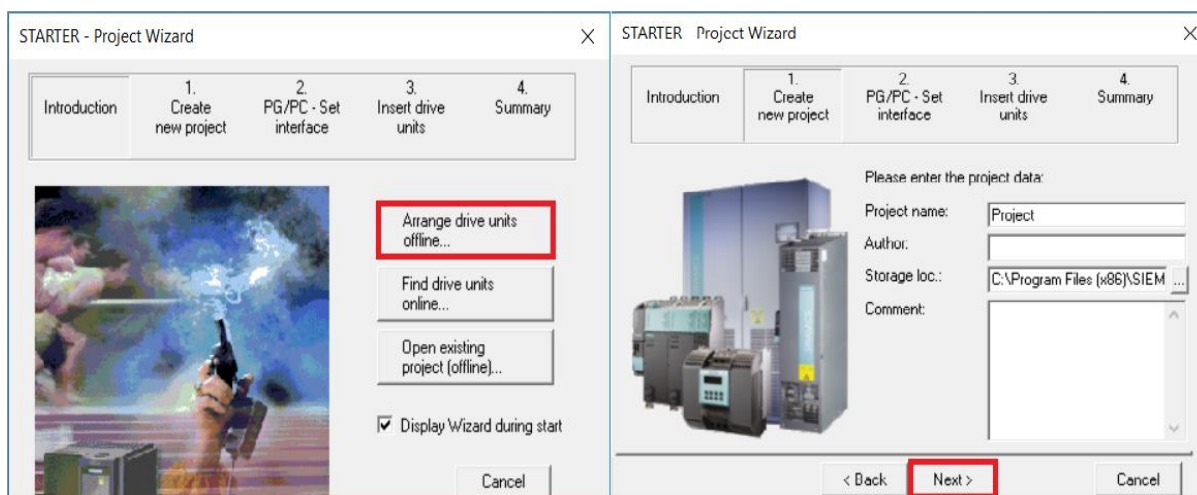 STARTER - Project Wizard
Introduction
1.
Create
new project
2.
PG/PC - Set
interface
3.
Insert drive
units
4.
Summary
Arrange drive units
offline...
Find drive units
online...
Open existing
project (offline)...
Display Wizard during start
Cancel
STARTER Project Wizard
Introduction
1.
Create
new project
2.
PG/PC - Set
interface
3.
Insert drive
units
4.
Summary
Please enter the project data:
Project name: Project
Author:
Storage loc.: C:\Program Files (x86)\SIEM ...
Comment:
< Back Next > Cancel